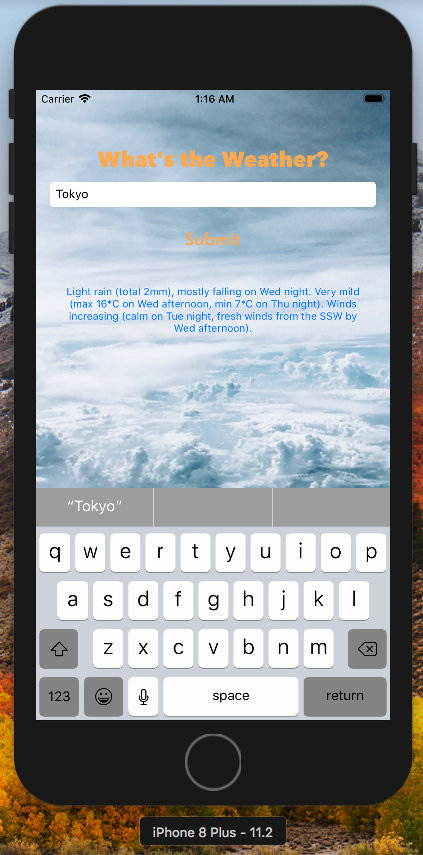 Carrier 1:16 AM
What's the Weather?
Tokyo
Submit
Light rain (total 2mm), mostly falling on Wed night. Very mild
(max 16*C on Wed afternoon, min 7*C on Thu night). Winds
increasing (calm on Tue night, fresh winds from the SSW by
Wed afternoon).
“Tokyo”
q w e r t y u i o p
a s d f g h j k l
z x c v b n m
123 space return
iPhone 8 Plus - 11.2